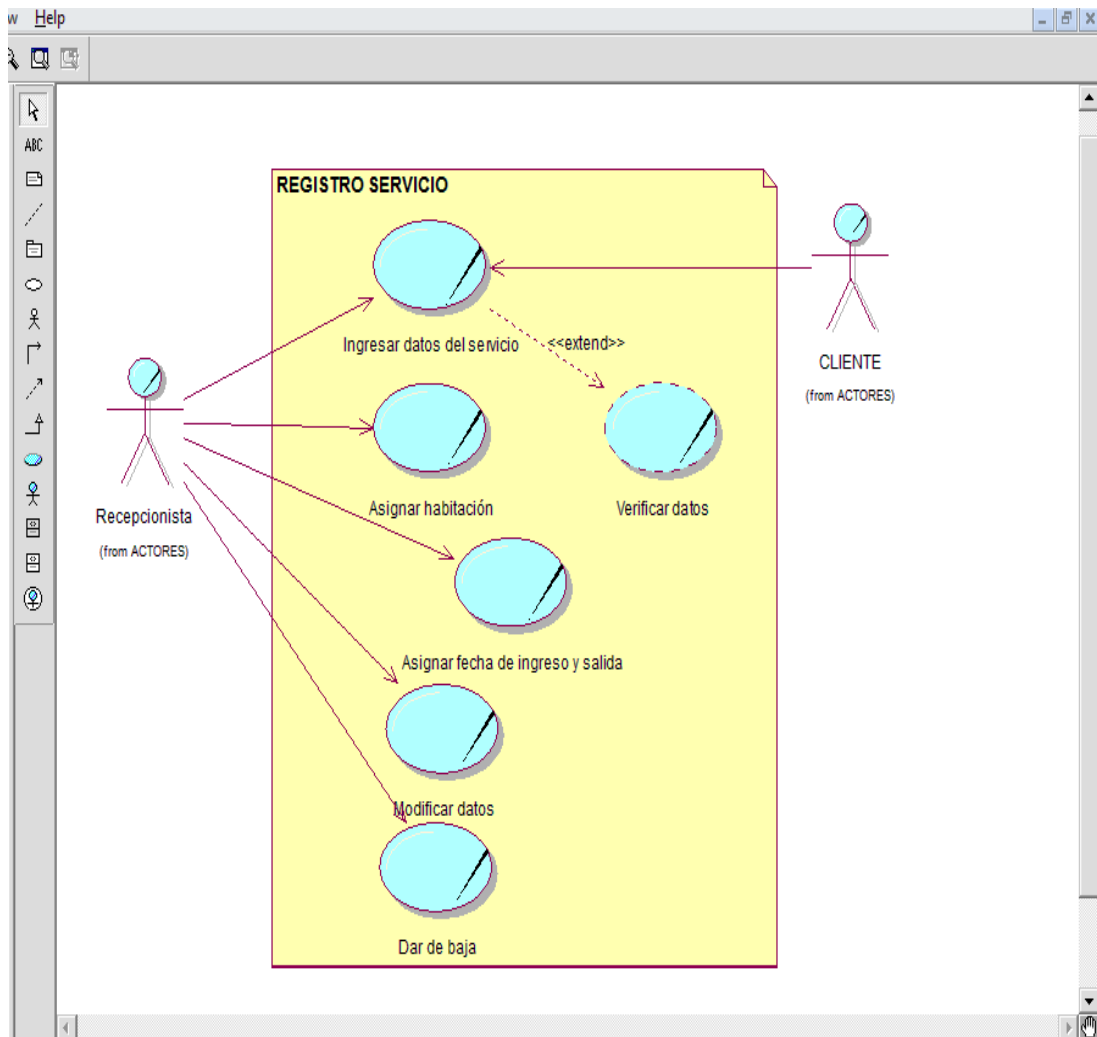 w Help
ABC
REGISTRO SERVICIO
Ingresar datos del servicio
<<extend>>
CLIENTE
(from ACTORES)
Recepcionista
(from ACTORES)
Asignar habitación
Verificar datos
Asignar fecha de ingreso y salida
Modificar datos
Dar de baja